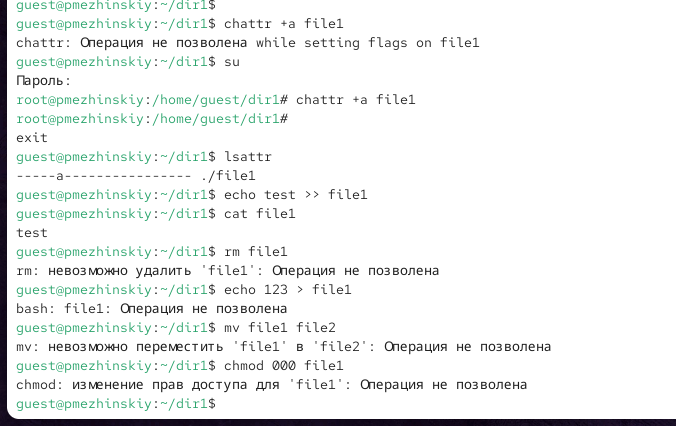 guest@pmezhinskiy:~/dir1$
guest@pmezhinskiy:~/dir1$ chattr +a file1
chattr: Операция не позволена while setting flags on file1
guest@pmezhinskiy:~/dir1$ su
Пароль:
root@pmezhinskiy:/home/guest/dir1# chattr +a file1
root@pmezhinskiy:/home/guest/dir1#
exit
guest@pmezhinskiy:~/dir1$ lsattr
-----a---------------- ./file1
guest@pmezhinskiy:~/dir1$ echo test >> file1
guest@pmezhinskiy:~/dir1$ cat file1
test
guest@pmezhinskiy:~/dir1$ rm file1
rm: невозможно удалить 'file1': Операция не позволена
guest@pmezhinskiy:~/dir1$ echo 123 > file1
bash: file1: Операция не позволена
guest@pmezhinskiy:~/dir1$ mv file1 file2
mv: невозможно переместить 'file1' в 'file2': Операция не позволена
guest@pmezhinskiy:~/dir1$ chmod 000 file1
chmod: изменение прав доступа для 'file1': Операция не позволена
guest@pmezhinskiy:~/dir1$